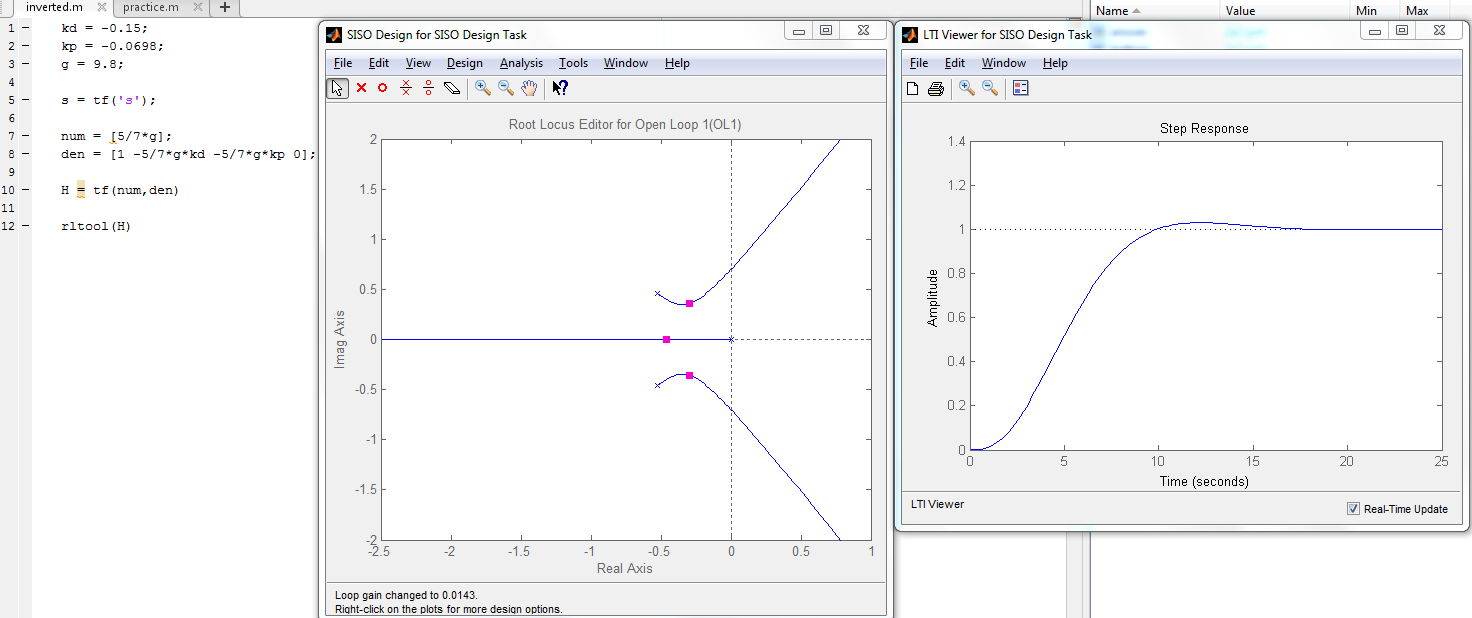 inverted.m
practice.m
1
2
3
4
5
6
7
8
9
10
11
12
kd = -0.15;
kp = -0.0698;
g = 9.8;
s = tf('s');
num = [5/7*g];
den = [1 -5/7*g*kd -5/7*g*kp 0];
H = tf(num,den)
rltool(H)
SISO Design for SISO Design Task
File Edit View Design Analysis Tools Window Help
Root Locus Editor for Open Loop 1(OL1)
2
1.5
1
0.5
0
-0.5
-1
-1.5
-2
Imag Axis
-2.5 -2 -1.5 -1 -0.5 0 0.5 1
Real Axis
Loop gain changed to 0.0143.
Right-click on the plots for more design options.
LTI Viewer for SISO Design Task
File Edit Window Help
Step Response
1.4
1.2
1
0.8
0.6
0.4
0.2
0
Amplitude
0 5 10 15 20 25
Time (seconds)
LTI Viewer
Real-Time Update
Name Value Min Max